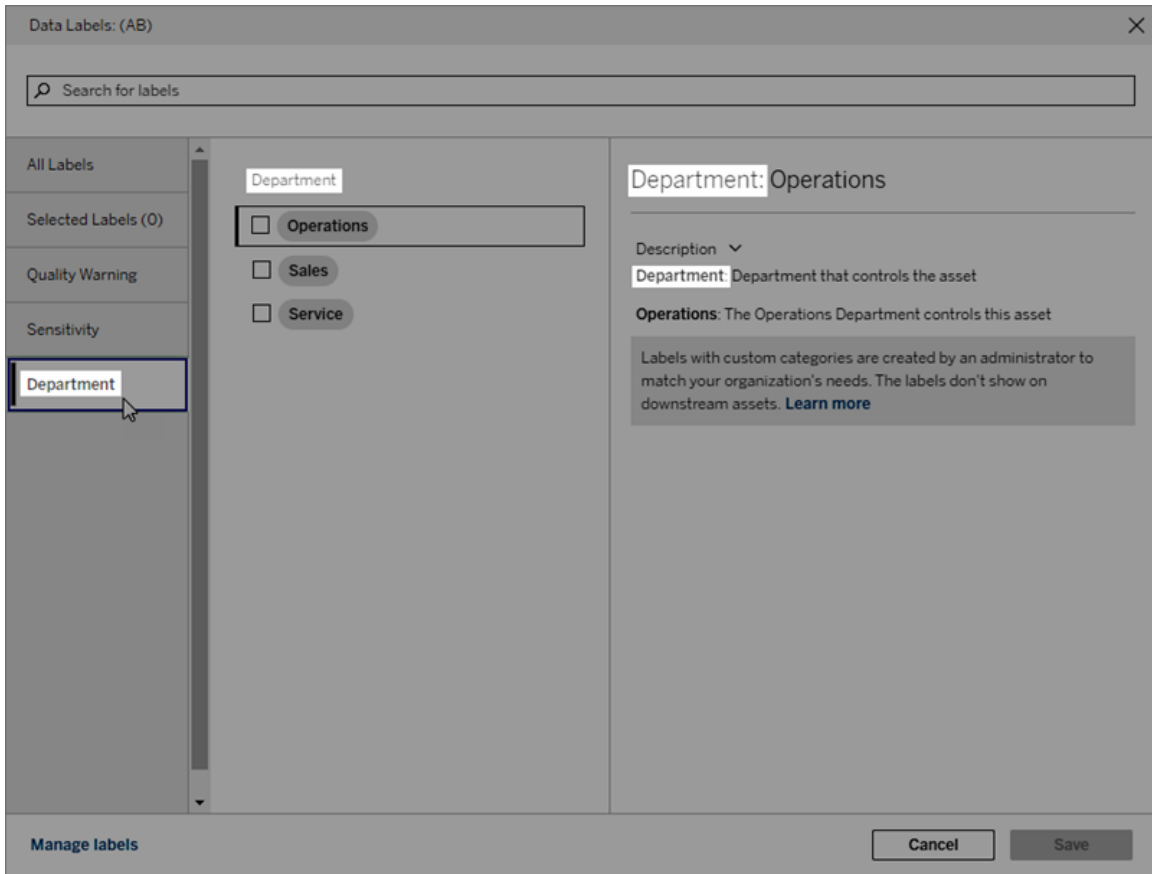 Data Labels: (AB)
Search for labels
All Labels
Selected Labels (0)
Quality Warning
Sensitivity
Department
Department
Operations
Sales
Service
Department: Operations
Description
Department: Department that controls the asset
Operations: The Operations Department controls this asset
Labels with custom categories are created by an administrator to
match your organization's needs. The labels don't show on
downstream assets. Learn more
Manage labels
Cancel
Save